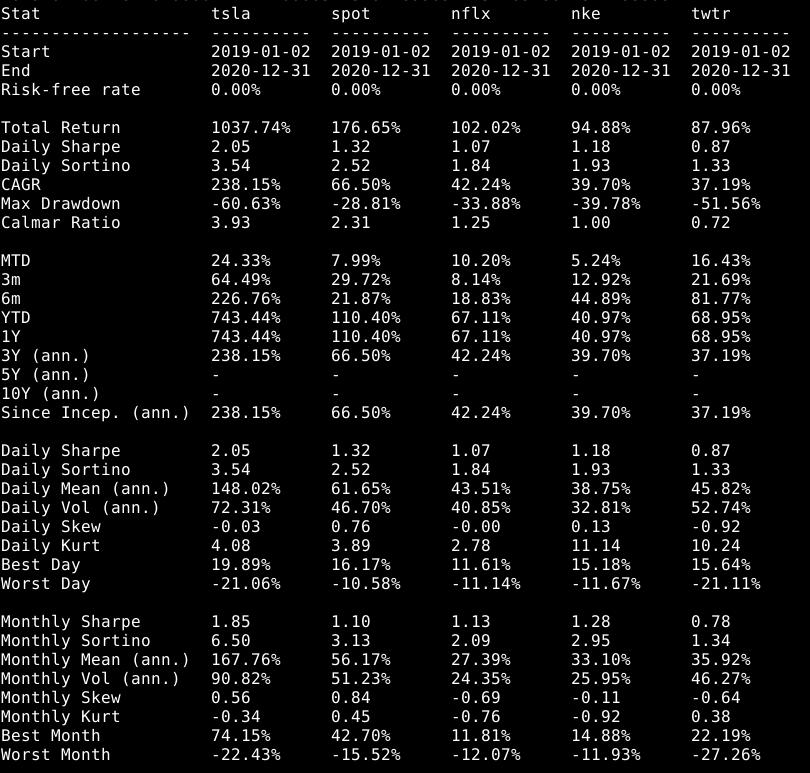 Stat tsla spot nflx nke twtr
------------------- ---------- ---------- ---------- ---------- ----------
Start 2019-01-02 2019-01-02 2019-01-02 2019-01-02 2019-01-02
End 2020-12-31 2020-12-31 2020-12-31 2020-12-31 2020-12-31
Risk-free rate 0.00% 0.00% 0.00% 0.00% 0.00%
Total Return 1037.74% 176.65% 102.02% 94.88% 87.96%
Daily Sharpe 2.05 1.32 1.07 1.18 0.87
Daily Sortino 3.54 2.52 1.84 1.93 1.33
CAGR 238.15% 66.50% 42.24% 39.70% 37.19%
Max Drawdown -60.63% -28.81% -33.88% -39.78% -51.56%
Calmar Ratio 3.93 2.31 1.25 1.00 0.72
MTD 24.33% 7.99% 10.20% 5.24% 16.43%
3m 64.49% 29.72% 8.14% 12.92% 21.69%
6m 226.76% 21.87% 18.83% 44.89% 81.77%
YTD 743.44% 110.40% 67.11% 40.97% 68.95%
1Y 743.44% 110.40% 67.11% 40.97% 68.95%
3Y (ann.) 238.15% 66.50% 42.24% 39.70% 37.19%
5Y (ann.) - - - - -
10Y (ann.) - - - - -
Since Incep. (ann.) 238.15% 66.50% 42.24% 39.70% 37.19%
Daily Sharpe 2.05 1.32 1.07 1.18 0.87
Daily Sortino 3.54 2.52 1.84 1.93 1.33
Daily Mean (ann.) 148.02% 61.65% 43.51% 38.75% 45.82%
Daily Vol (ann.) 72.31% 46.70% 40.85% 32.81% 52.74%
Daily Skew -0.03 0.76 -0.00 0.13 -0.92
Daily Kurt 4.08 3.89 2.78 11.14 10.24
Best Day 19.89% 16.17% 11.61% 15.18% 15.64%
Worst Day -21.06% -10.58% -11.14% -11.67% -21.11%
Monthly Sharpe 1.85 1.10 1.13 1.28 0.78
Monthly Sortino 6.50 3.13 2.09 2.95 1.34
Monthly Mean (ann.) 167.76% 56.17% 27.39% 33.10% 35.92%
Monthly Vol (ann.) 90.82% 51.23% 24.35% 25.95% 46.27%
Monthly Skew 0.56 0.84 -0.69 -0.11 -0.64
Monthly Kurt -0.34 0.45 -0.76 -0.92 0.38
Best Month 74.15% 42.70% 11.81% 14.88% 22.19%
Worst Month -22.43% -15.52% -12.07% -11.93% -27.26%